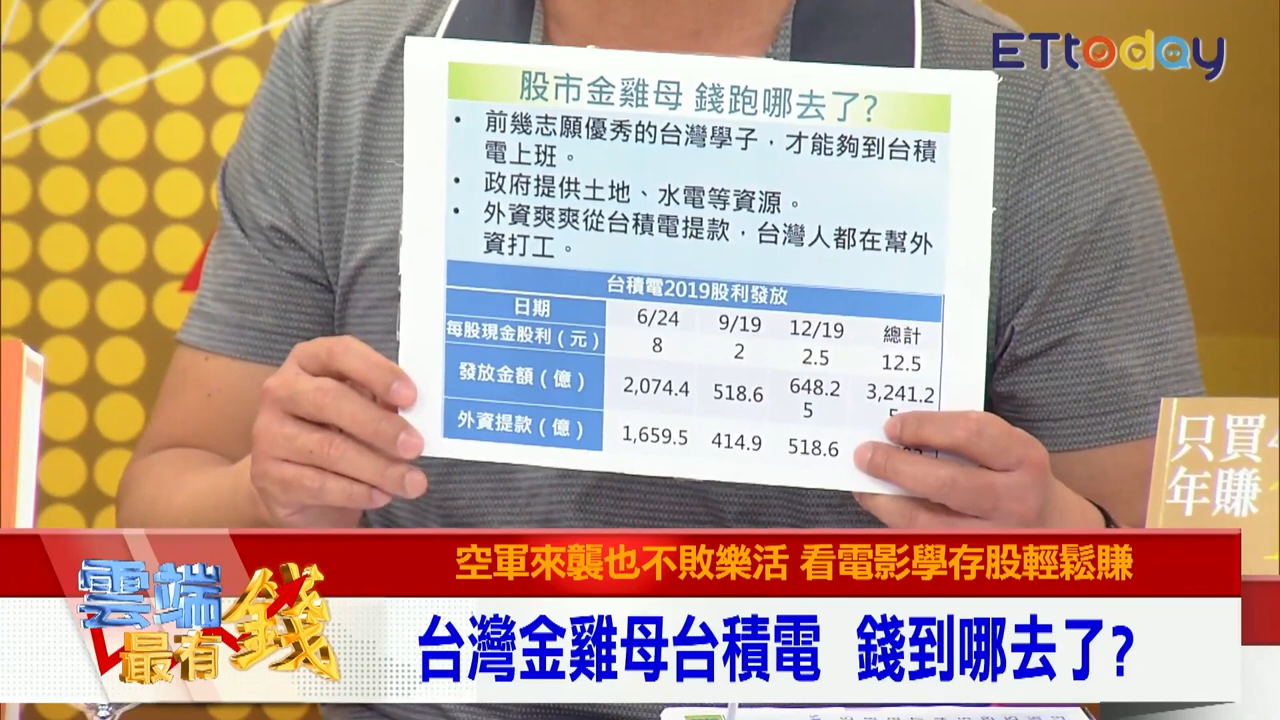 ETtoday
股市金雞母 錢跑哪去了?
• 前幾志願優秀的台灣學子，才能夠到台積
電上班。
• 政府提供土地、水電等資源。
• 外資爽爽從台積電提款，台灣人都在幫外
資打工。
台積電2019股利發放
日期 6/24 9/19 12/19 總計
每股現金股利（元） 8 2 2.5 12.5
發放金額（億） 2,074.4 518.6 648.2
5 3,241.2
5
外資提款（億） 1,659.5 414.9 518.6
只買
年賺
空軍來襲也不敗樂活 看電影學存股輕鬆賺
雲端
最有錢
台灣金雞母台積電 錢到哪去了?